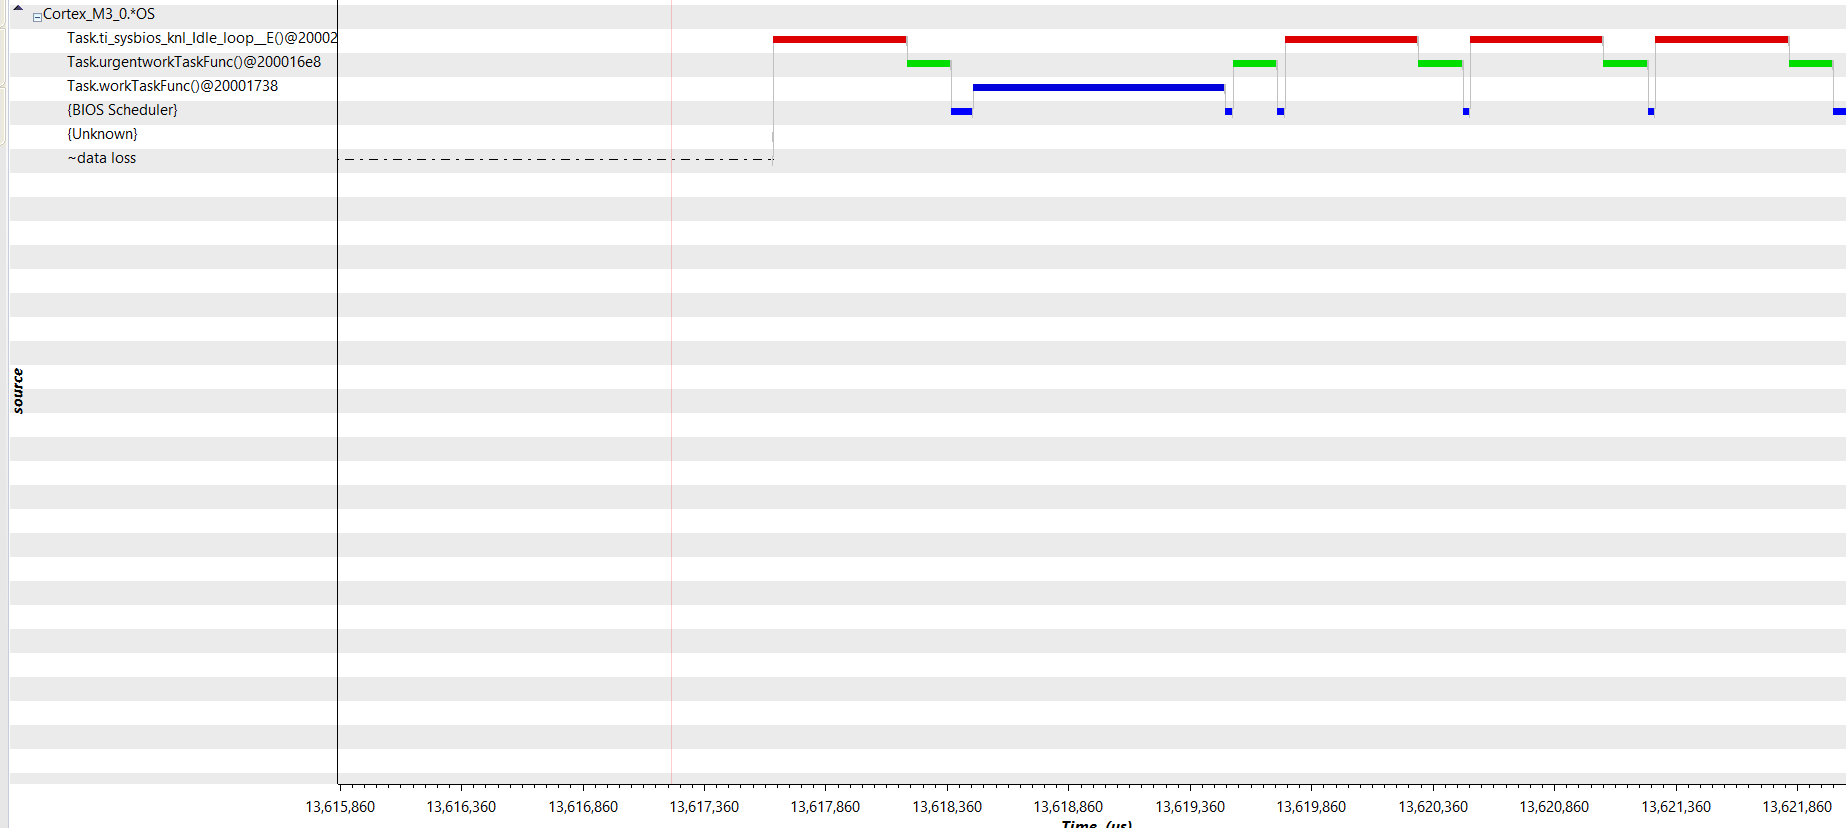 Cortex_M3_0.*OS
Task.ti_sysbios_knl_Idle_loop__E()@20002
Task.urgentworkTaskFunc()@200016e8
Task.workTaskFunc()@20001738
{BIOS Scheduler}
{Unknown}
~data loss
source
13,615,860 13,616,360 13,616,860 13,617,360 13,617,860 13,618,360 13,618,860 13,619,360 13,619,860 13,620,360 13,620,860 13,621,360 13,621,860
Time (us)